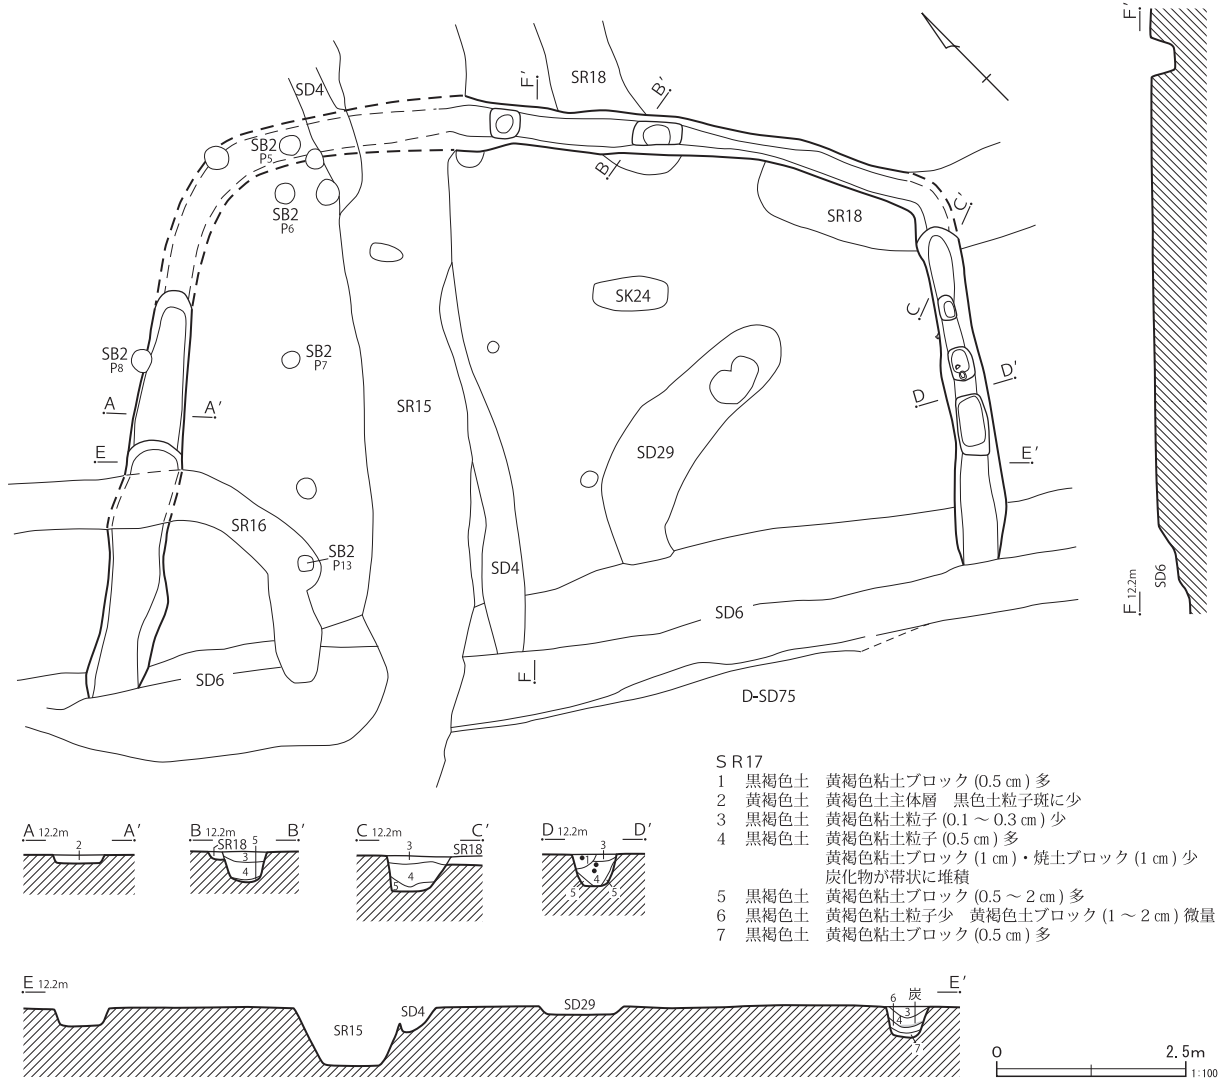 F'
SR18
SD4
F'
B'
SB2
P5
B
SB2
P6
SR18
C'
SK24
C
SB2
P8
SB2
P7
D'
A
A'
SR15
D
E
SD29
E'
SR16
SB2
P13
SD4
SD6
F 12.2m
SD6
SD6
F
D-SD75
SR17
1 黒褐色土 黄褐色粘土ブロック (0.5 ㎝) 多
2 黄褐色土 黄褐色土主体層 黒色土粒子斑に少
3 黒褐色土 黄褐色粘土粒子 (0.1 ～ 0.3 ㎝) 少
4 黒褐色土 黄褐色粘土粒子 (0.5 ㎝) 多
黄褐色粘土ブロック (1 ㎝)・焼土ブロック (1 ㎝) 少
炭化物が帯状に堆積
5 黒褐色土 黄褐色粘土ブロック (0.5 ～ 2 ㎝) 多
6 黒褐色土 黄褐色粘土粒子少 黄褐色土ブロック (1 ～ 2 ㎝) 微量
7 黒褐色土 黄褐色粘土ブロック (0.5 ㎝) 多
A 12.2m A'
2
B 12.2m B'
SR18 5
3
4
C 12.2m C'
3
SR18
4
5
D 12.2m D'
3
1
4
5 5
E 12.2m E'
SR15
SD4
SD29
6 炭
3
4
7
0 2.5m
1:100